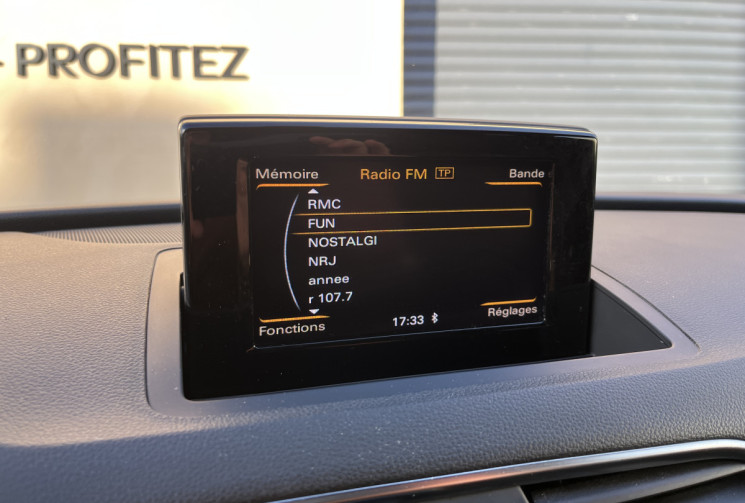 - PROFITEZ
Mémoire Radio FM TP Bande
RMC
FUN
NOSTALGI
NRJ
annee
r 107.7
Fonctions 17:33 Réglages